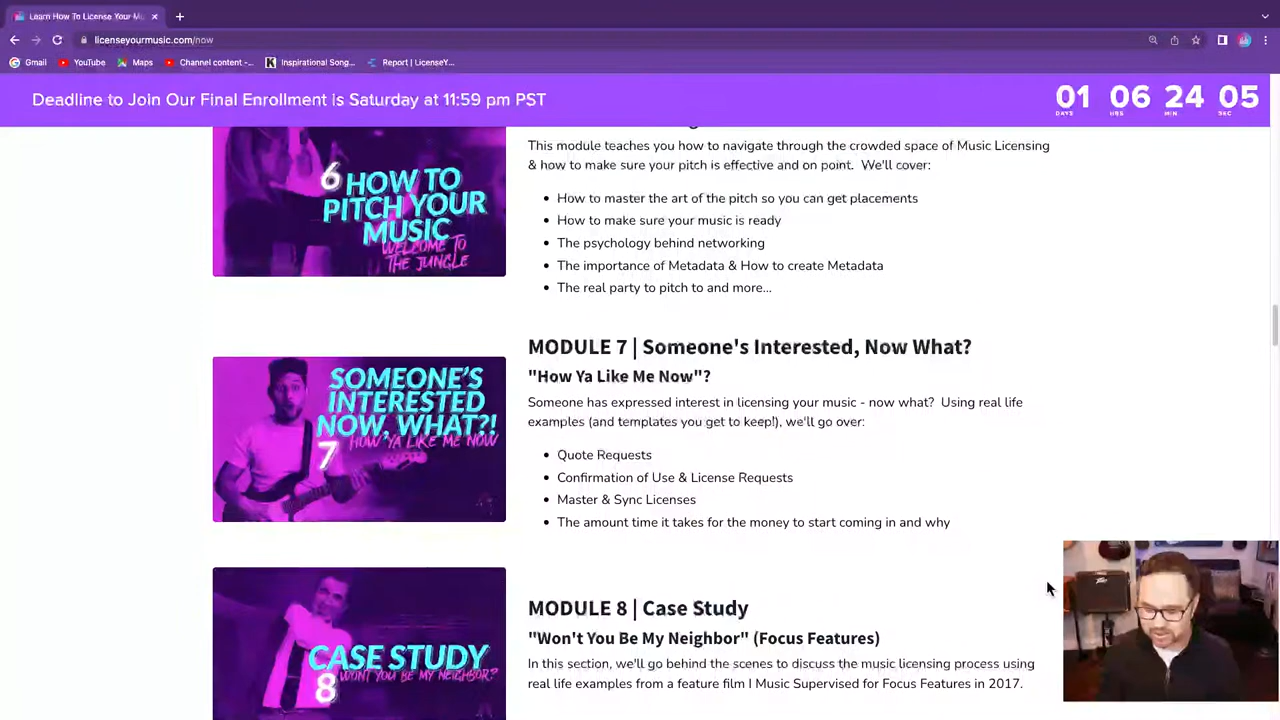 Learn How To License Your Mu
licenseyourmusic.com/now
Gmail YouTube Maps Channel content -... Inspirational Song... Report | LicenseY...
Deadline to Join Our Final Enrollment is Saturday at 11:59 pm PST
01 06 24 05
DAYS HRS MIN SEC
This module teaches you how to navigate through the crowded space of Music Licensing
& how to make sure your pitch is effective and on point. We'll cover:
6 HOW TO
PITCH YOUR
MUSIC
WELCOME TO
THE JUNGLE
• How to master the art of the pitch so you can get placements
• How to make sure your music is ready
• The psychology behind networking
• The importance of Metadata & How to create Metadata
• The real party to pitch to and more...
MODULE 7 | Someone's Interested, Now What?
"How Ya Like Me Now"?
Someone has expressed interest in licensing your music - now what? Using real life
examples (and templates you get to keep!), we'll go over:
SOMEONE'S
INTERESTED
NOW, WHAT?!
HOW YA LIKE ME NOW
7
• Quote Requests
• Confirmation of Use & License Requests
• Master & Sync Licenses
• The amount time it takes for the money to start coming in and why
MODULE 8 | Case Study
"Won't You Be My Neighbor" (Focus Features)
In this section, we'll go behind the scenes to discuss the music licensing process using
real life examples from a feature film I Music Supervised for Focus Features in 2017.
CASE STUDY
WONT YOU BE MY NEIGHBOR?
8
PEAVEY